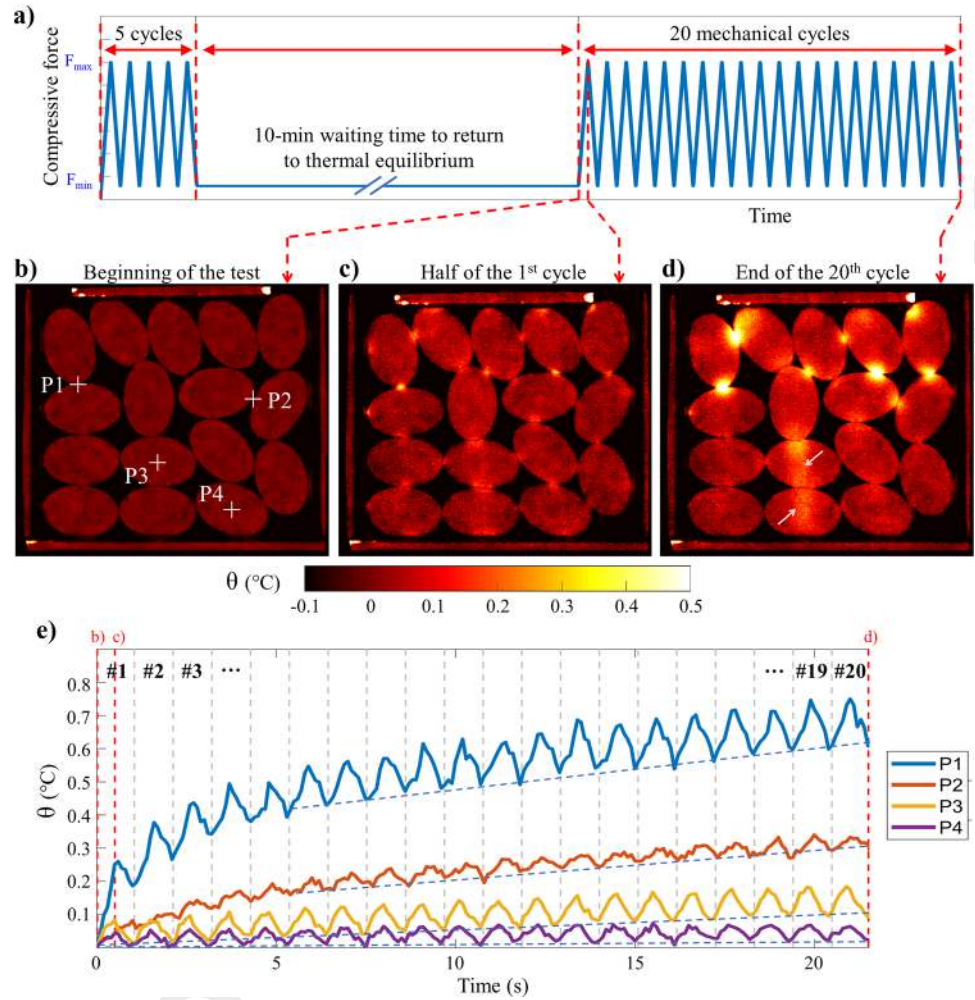 a)
5 cycles
20 mechanical cycles
Compressive force
F_max
F_min
10-min waiting time to return
to thermal equilibrium
Time
b) Beginning of the test
c) Half of the 1st cycle
d) End of the 20th cycle
P1
P2
P3
P4
θ (°C)
-0.1 0 0.1 0.2 0.3 0.4 0.5
e)
b) c) d)
#1 #2 #3 ... ... #19 #20
θ (°C)
0.8
0.7
0.6
0.5
0.4
0.3
0.2
0.1
0
0 5 10 15 20
Time (s)
P1
P2
P3
P4